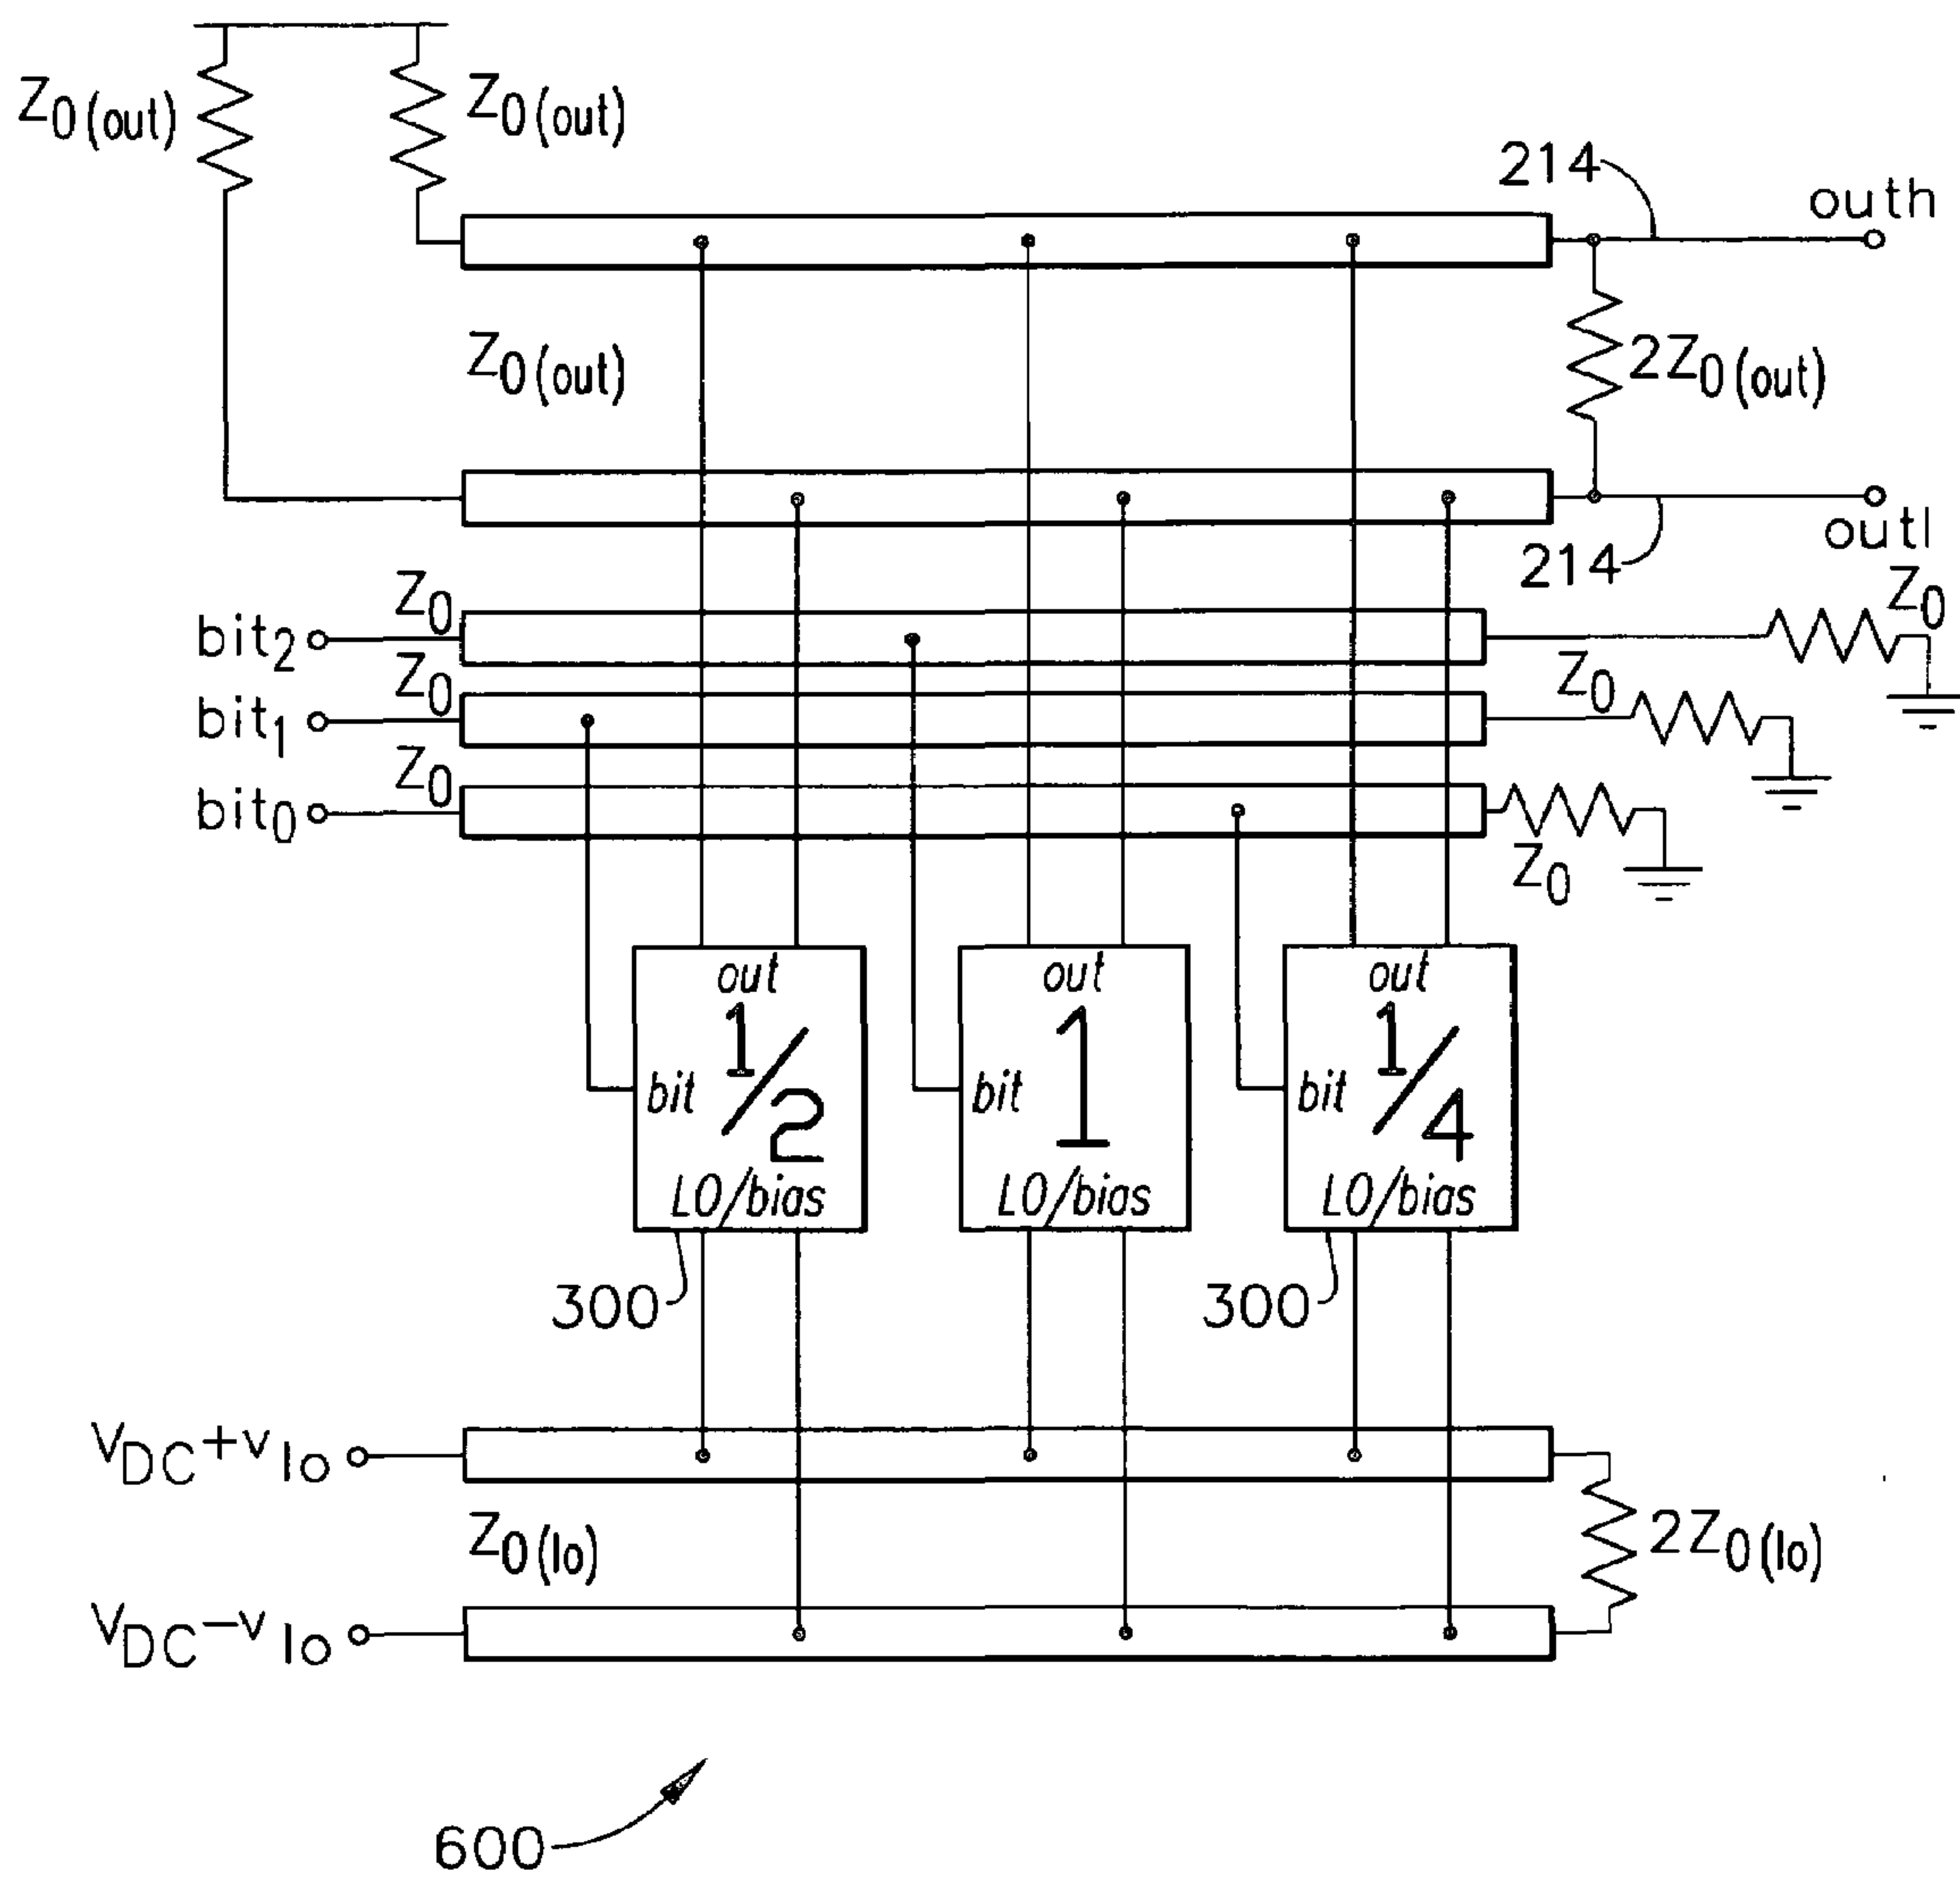 Z0(out)
Z0(out)
214
outh
Z0(out)
2Z0(out)
outl
214
bit2
Z0
Z0
bit1
Z0
Z0
bit0
Z0
Z0
out
1/2
bit
LO/bias
out
1
bit
LO/bias
out
1/4
bit
LO/bias
300
300
VDC+vlo
Z0(lo)
2Z0(lo)
VDC−vlo
600